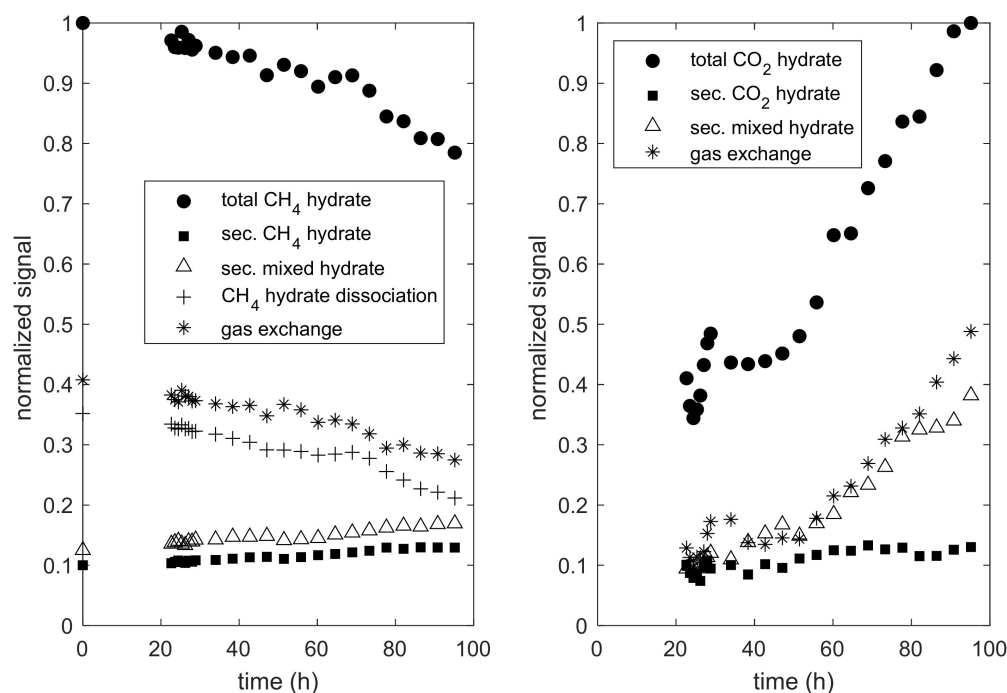 1
0.9
0.8
0.7
0.6
0.5
0.4
0.3
0.2
0.1
0
normalized signal
total CH4 hydrate
sec. CH4 hydrate
sec. mixed hydrate
CH4 hydrate dissociation
gas exchange
0 20 40 60 80 100
time (h)
1
0.9
0.8
0.7
0.6
0.5
0.4
0.3
0.2
0.1
0
normalized signal
total CO2 hydrate
sec. CO2 hydrate
sec. mixed hydrate
gas exchange
0 20 40 60 80 100
time (h)